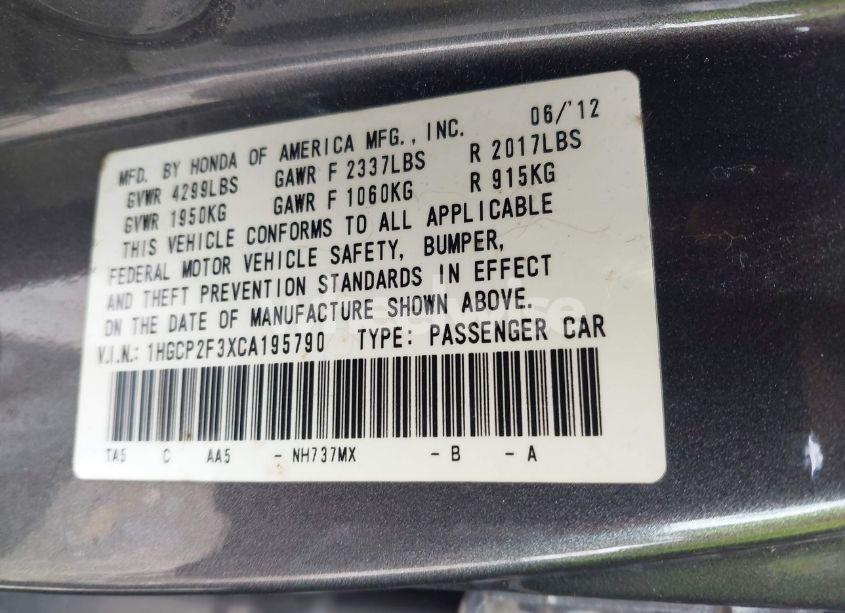 MFD. BY HONDA OF AMERICA MFG., INC. 06/'12
GVWR 4299LBS GAWR F 2337LBS R 2017LBS
GVWR 1950KG GAWR F 1060KG R 915KG
THIS VEHICLE CONFORMS TO ALL APPLICABLE
FEDERAL MOTOR VEHICLE SAFETY, BUMPER,
AND THEFT PREVENTION STANDARDS IN EFFECT
ON THE DATE OF MANUFACTURE SHOWN ABOVE.
V.I.N.: 1HGCP2F3XCA195790 TYPE: PASSENGER CAR
TA5 C AA5 - NH737MX - B - A